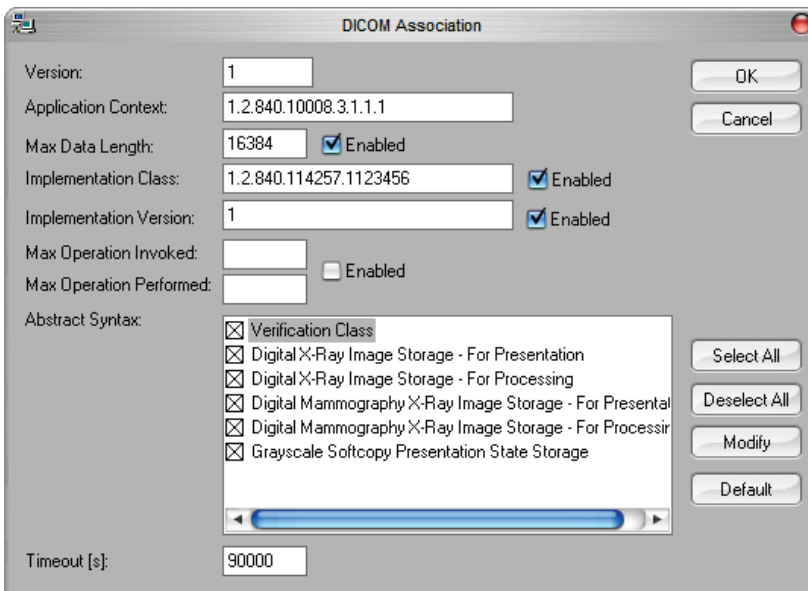 DICOM Association
Version: 1
OK
Application Context: 1.2.840.10008.3.1.1.1
Cancel
Max Data Length: 16384 Enabled
Implementation Class: 1.2.840.114257.1123456 Enabled
Implementation Version: 1 Enabled
Max Operation Invoked:
Enabled
Max Operation Performed:
Abstract Syntax:
Verification Class
Digital X-Ray Image Storage - For Presentation
Digital X-Ray Image Storage - For Processing
Digital Mammography X-Ray Image Storage - For Presental
Digital Mammography X-Ray Image Storage - For Processir
Grayscale Softcopy Presentation State Storage
Select All
Deselect All
Modify
Default
Timeout [s]: 90000